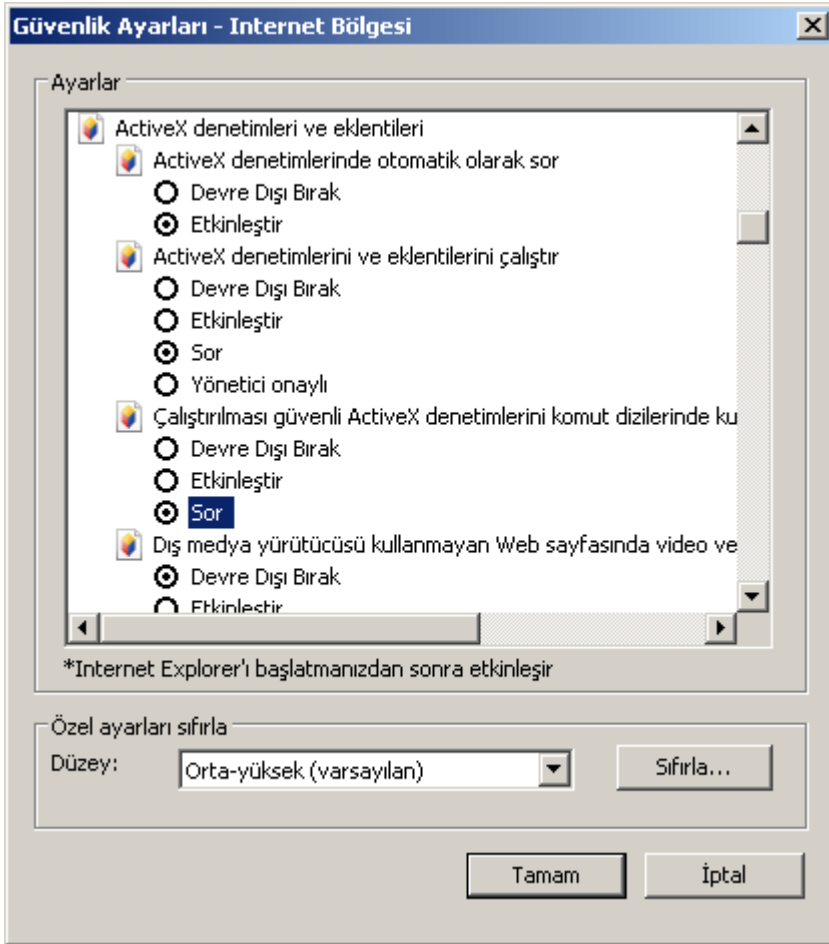 Güvenlik Ayarları - Internet Bölgesi
Ayarlar
ActiveX denetimleri ve eklentileri
ActiveX denetimlerinde otomatik olarak sor
Devre Dışı Bırak
Etkinleştir
ActiveX denetimlerini ve eklentilerini çalıştır
Devre Dışı Bırak
Etkinleştir
Sor
Yönetici onaylı
Çalıştırılması güvenli ActiveX denetimlerini komut dizilerinde ku
Devre Dışı Bırak
Etkinleştir
Sor
Dış medya yürütücüsü kullanmayan Web sayfasında video ve
Devre Dışı Bırak
Etkinleştir
*Internet Explorer'ı başlatmanızdan sonra etkinleşir
Özel ayarları sıfırla
Düzey: Orta-yüksek (varsayılan) Sıfırla...
Tamam İptal